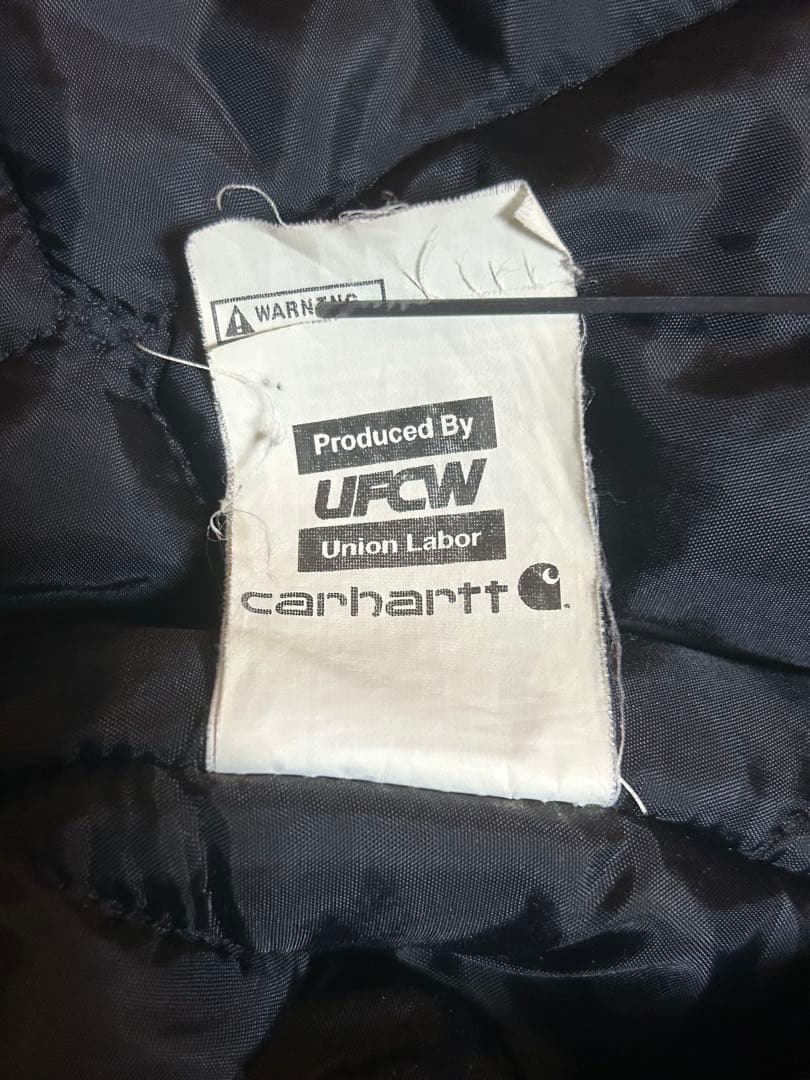 WARNING
Produced By
UFCW
Union Labor
carhartt